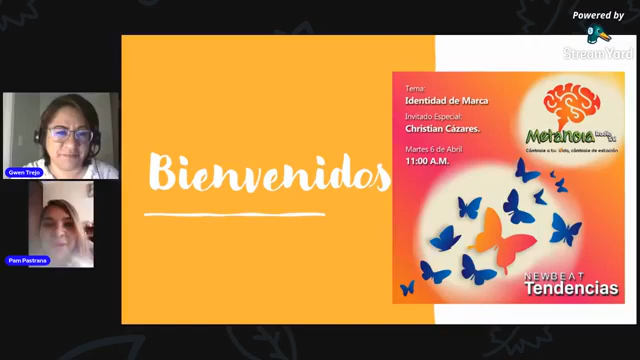 Powered by
StreamYard
Gwen Trejo
Pam Pastrana
Bienvenidos
Tema:
Identidad de Marca
Invitado Especial:
Christian Cázares.
Martes 6 de Abril
11:00 A.M.
Metanoia
Cámbiate a tu Vida, cámbiate de estación
NEWBEAT
Tendencias